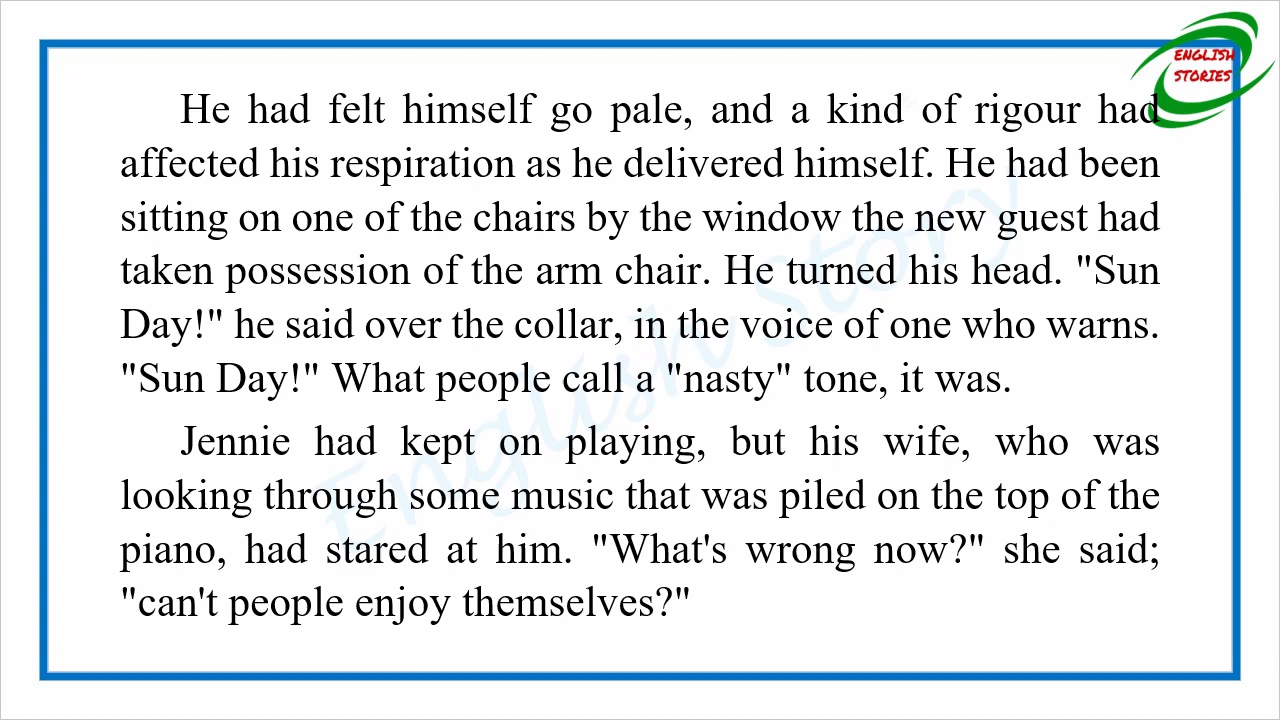 ENGLISH
STORIES
He had felt himself go pale, and a kind of rigour had
affected his respiration as he delivered himself. He had been
sitting on one of the chairs by the window the new guest had
taken possession of the arm chair. He turned his head. "Sun
Day!" he said over the collar, in the voice of one who warns.
"Sun Day!" What people call a "nasty" tone, it was.
Jennie had kept on playing, but his wife, who was
looking through some music that was piled on the top of the
piano, had stared at him. "What's wrong now?" she said;
"can't people enjoy themselves?"
English Story